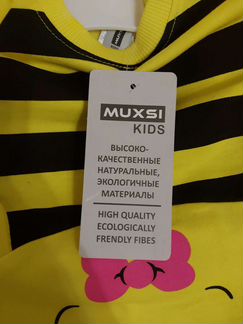 MUXSI
KIDS
ВЫСОКО-
КАЧЕСТВЕННЫЕ
НАТУРАЛЬНЫЕ,
ЭКОЛОГИЧНЫЕ
МАТЕРИАЛЫ
HIGH QUALITY
ECOLOGICALLY
FRENDLY FIBES